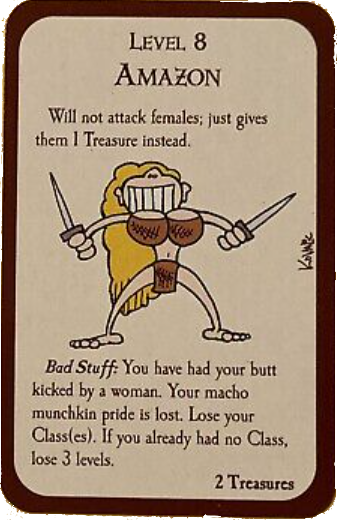 LEVEL 8
AMAZON
Will not attack females; just gives
them 1 Treasure instead.
Kovalic
Bad Stuff: You have had your butt
kicked by a woman. Your macho
munchkin pride is lost. Lose your
Class(es). If you already had no Class,
lose 3 levels.
2 Treasures